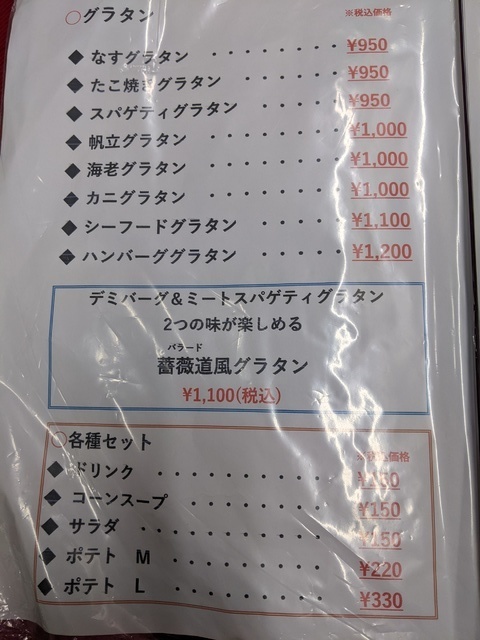 ○グラタン ※税込価格
◆ なすグラタン ・・・・・・・ ¥950
◆ たこ焼きグラタン ・・・・・ ¥950
◆ スパゲティグラタン ・・・・ ¥950
◆ 帆立グラタン ・・・・・・・ ¥1,000
◆ 海老グラタン ・・・・・・・ ¥1,000
◆ カニグラタン ・・・・・・・ ¥1,000
◆ シーフードグラタン ・・・・ ¥1,100
◆ ハンバーググラタン ・・・・ ¥1,200
デミバーグ&ミートスパゲティグラタン
2つの味が楽しめる
バラード
薔薇道風グラタン
¥1,100(税込)
○各種セット ※税込価格
◆ ドリンク ・・・・・・・・・
◆ コーンスープ ・・・・・・・ ¥150
◆ サラダ ・・・・・・・・・・ ¥150
◆ ポテト M ・・・・・・・・ ¥220
◆ ポテト L ・・・・・・・・ ¥330